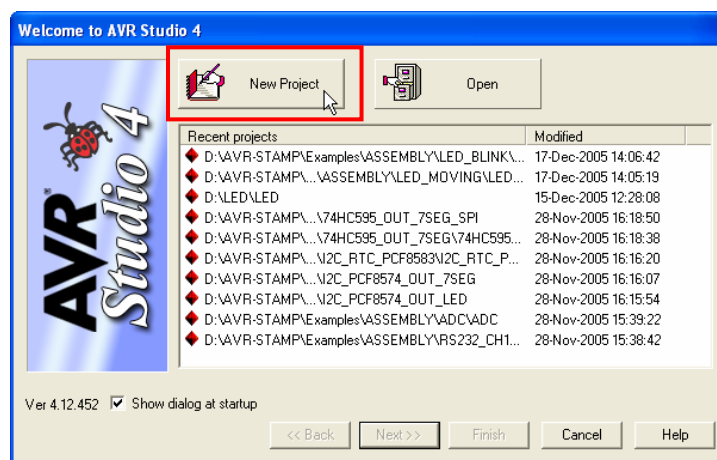 Welcome to AVR Studio 4
New Project
Open
AVR Studio 4
Recent projects Modified
D:\AVR-STAMP\Examples\ASSEMBLY\LED_BLINK\... 17-Dec-2005 14:06:42
D:\AVR-STAMP\...\ASSEMBLY\LED_MOVING\LED... 17-Dec-2005 14:05:19
D:\LED\LED 15-Dec-2005 12:28:08
D:\AVR-STAMP\...\74HC595_OUT_7SEG_SPI 28-Nov-2005 16:18:50
D:\AVR-STAMP\...\74HC595_OUT_7SEG\74HC595... 28-Nov-2005 16:18:38
D:\AVR-STAMP\...\I2C_RTC_PCF8583\I2C_RTC_P... 28-Nov-2005 16:16:20
D:\AVR-STAMP\...\I2C_PCF8574_OUT_7SEG 28-Nov-2005 16:16:07
D:\AVR-STAMP\...\I2C_PCF8574_OUT_LED 28-Nov-2005 16:15:54
D:\AVR-STAMP\Examples\ASSEMBLY\ADC\ADC 28-Nov-2005 15:39:22
D:\AVR-STAMP\Examples\ASSEMBLY\RS232_CH1... 28-Nov-2005 15:38:42
Ver 4.12.452 Show dialog at startup
<< Back Next >> Finish Cancel Help